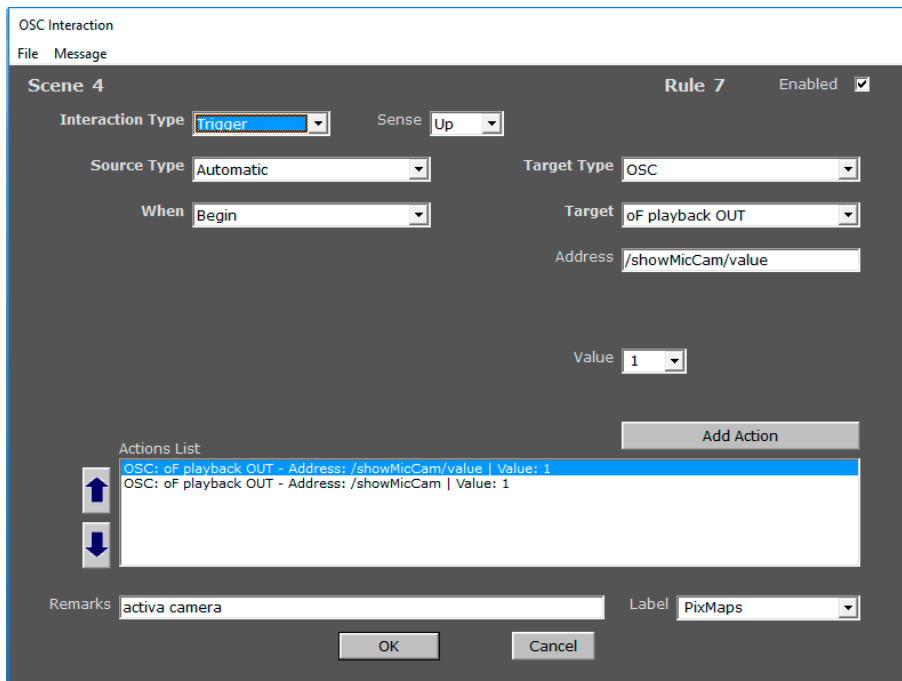 OSC Interaction
File Message
Scene 4 Rule 7 Enabled
Interaction Type Trigger Sense Up
Source Type Automatic Target Type OSC
When Begin Target oF playback OUT
Address /showMicCam/value
Value 1
Add Action
Actions List
OSC: oF playback OUT - Address: /showMicCam/value | Value: 1
OSC: oF playback OUT - Address: /showMicCam | Value: 1
Remarks activa camera Label PixMaps
OK Cancel